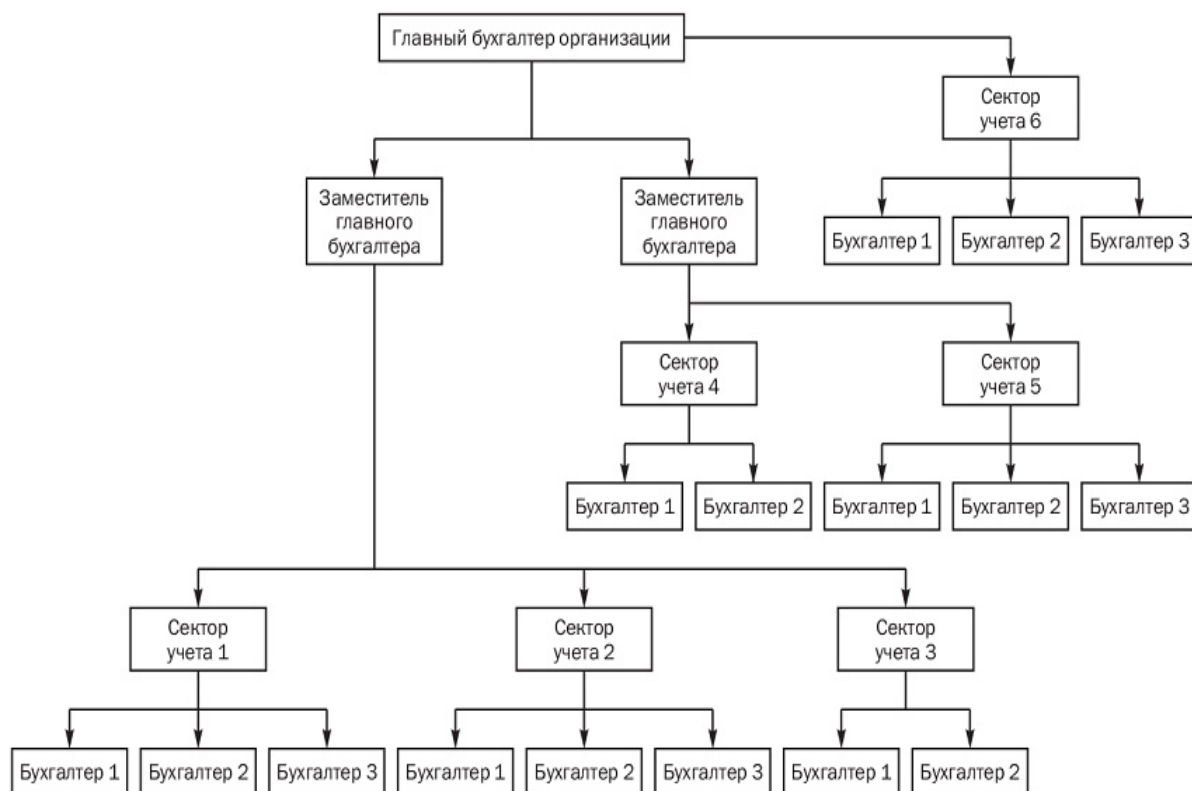 Главный бухгалтер организации
Сектор
учета 6
Заместитель
главного
бухгалтера
Заместитель
главного
бухгалтера
Бухгалтер 1
Бухгалтер 2
Бухгалтер 3
Сектор
учета 4
Сектор
учета 5
Бухгалтер 1
Бухгалтер 2
Бухгалтер 1
Бухгалтер 2
Бухгалтер 3
Сектор
учета 1
Сектор
учета 2
Сектор
учета 3
Бухгалтер 1
Бухгалтер 2
Бухгалтер 3
Бухгалтер 1
Бухгалтер 2
Бухгалтер 3
Бухгалтер 1
Бухгалтер 2